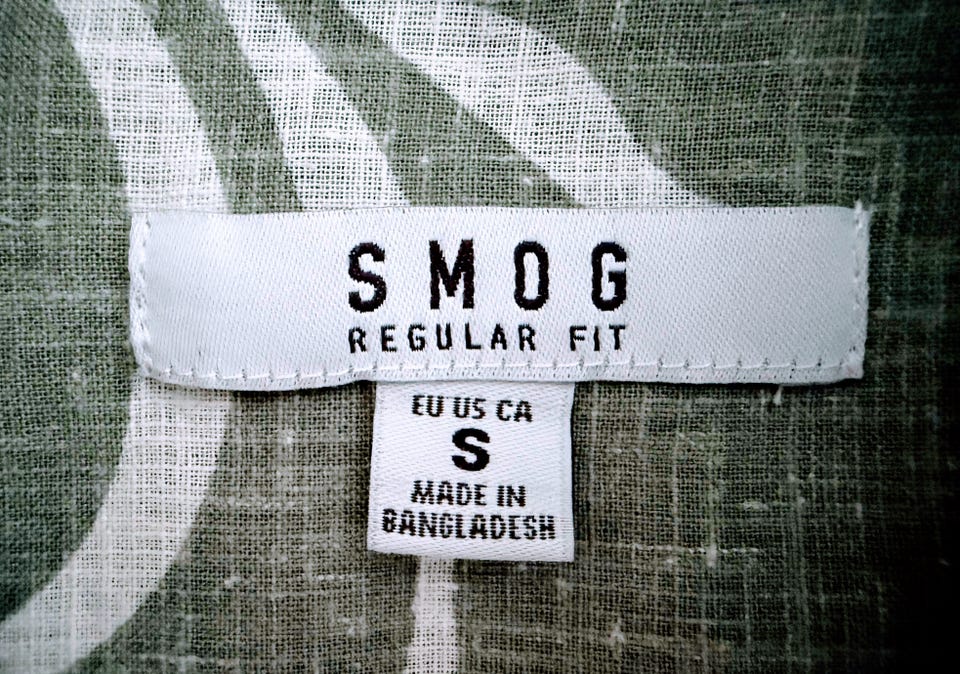 SMOG
REGULAR FIT
EU US CA
S
MADE IN
BANGLADESH